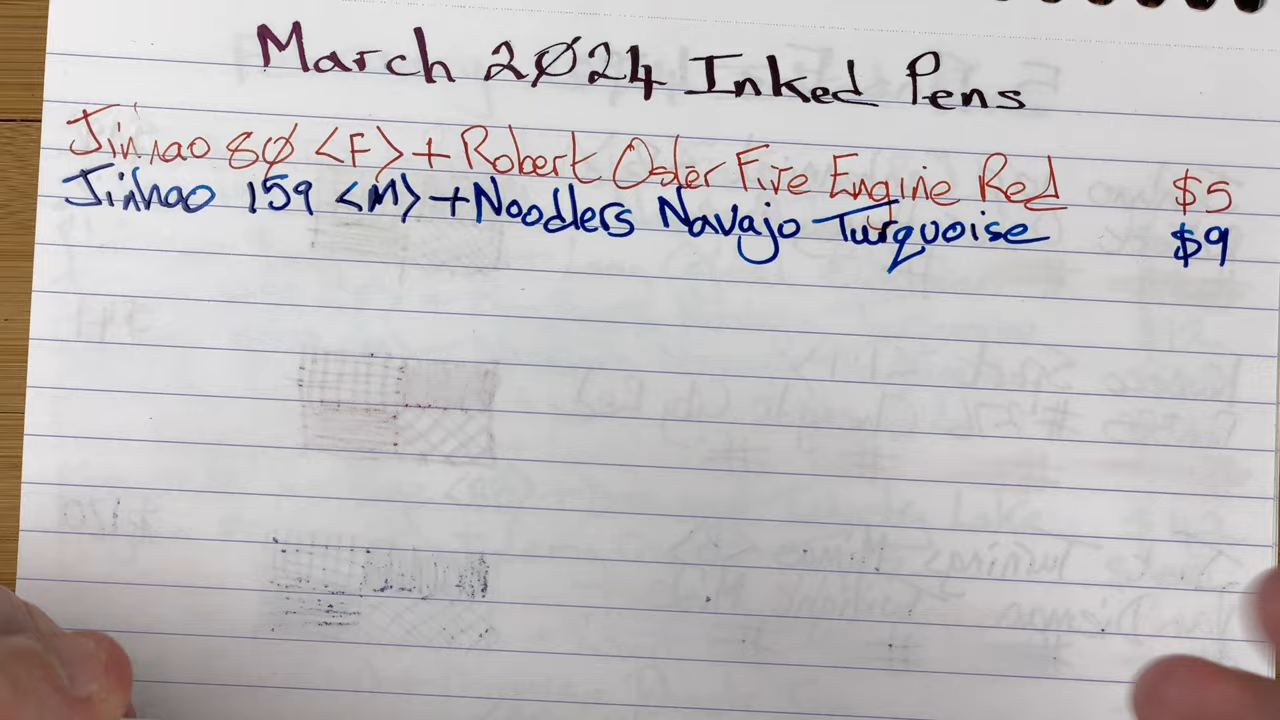 March 2024 Inked Pens
Jinhao 80 <F> + Robert Oster Fire Engine Red $5
Jinhao 159 <M> + Noodlers Navajo Turquoise $9